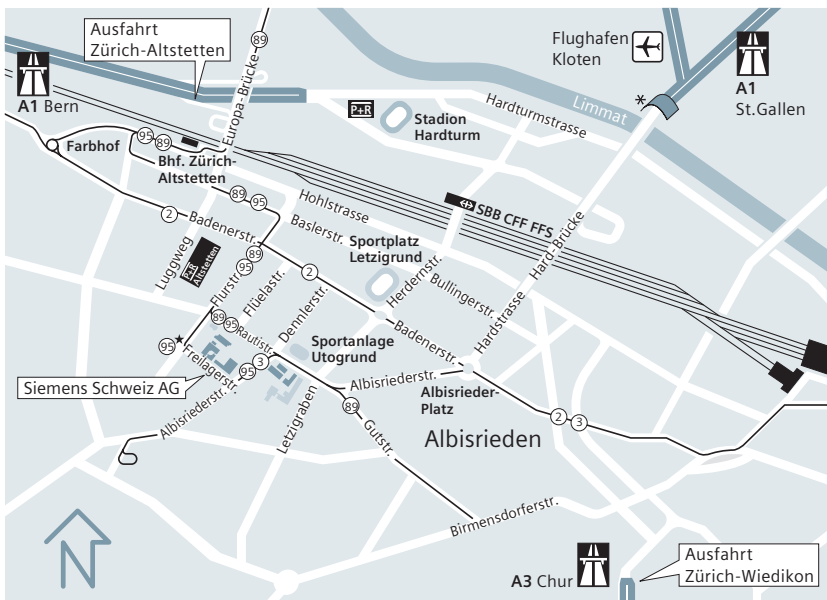 Ausfahrt
Zürich-Altstetten
89
Flughafen
Kloten
A1 Bern
A1
St.Gallen
Europa-Brücke
P+R
Stadion
Hardturm
Hardturmstrasse
Limmat
*
Farbhof
95
89
Bhf. Zürich-
Altstetten
89
95
Hohlstrasse
SBB CFF FFS
Hard-Brücke
2
Badenerstr.
Baslerstr.
Sportplatz
Letzigrund
Luggweg
P+R
Altstetten
89
95
Flurstr.
Flüelastr.
2
Dennlerstr.
Herdernstr.
Bullingerstr.
Badenerstr.
Hardstrasse
89
95
Rautistr.
Sportanlage
Utogrund
95
Freilagerstr.
95
3
Siemens Schweiz AG
Albisriederstr.
Albisriederstr.
Albisrieder-
Platz
2
3
Letzigraben
89
Gutstr.
Albisrieden
Birmensdorferstr.
N
A3 Chur
Ausfahrt
Zürich-Wiedikon